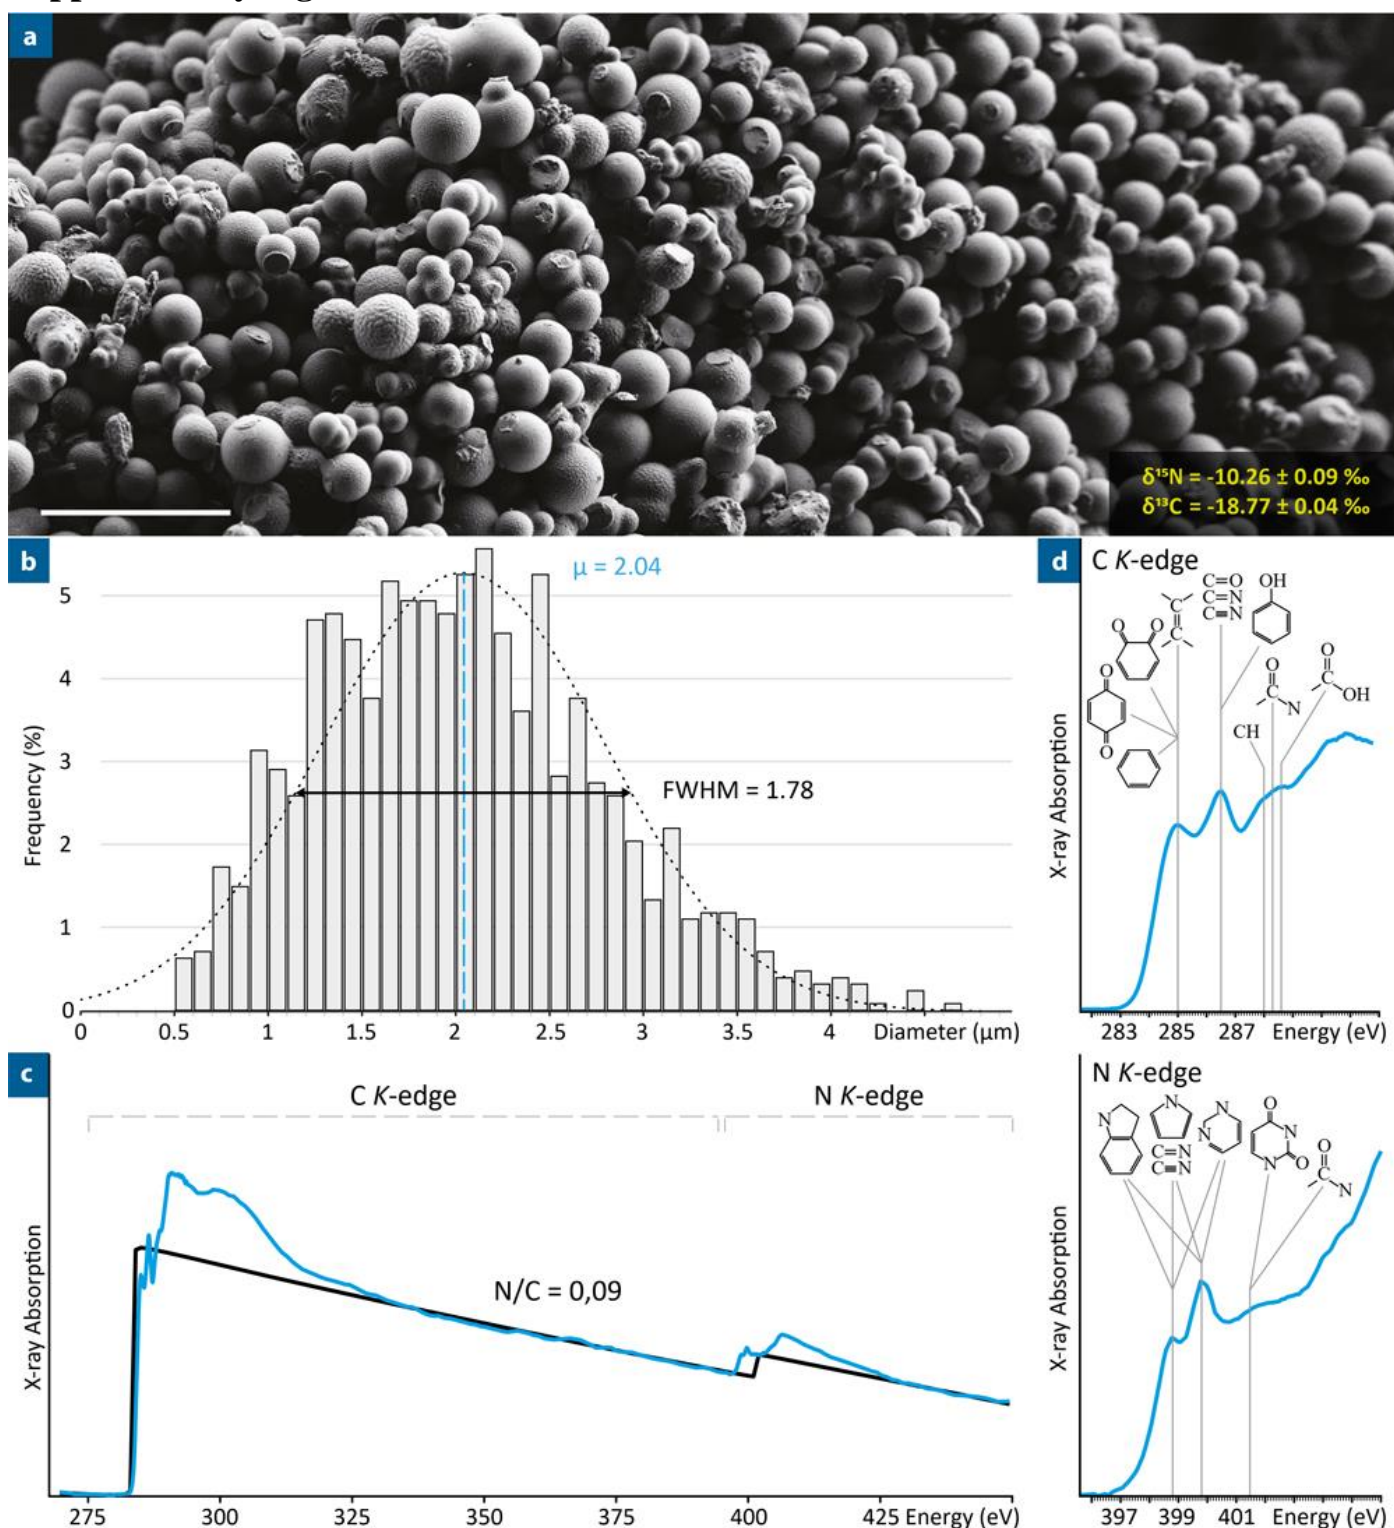 a
δ¹⁵N = -10.26 ± 0.09 ‰
δ¹³C = -18.77 ± 0.04 ‰
b
μ = 2.04
FWHM = 1.78
Frequency (%)
5
4
3
2
1
0
0 0.5 1 1.5 2 2.5 3 3.5 4 Diameter (μm)
c
C K-edge
N K-edge
N/C = 0,09
X-ray Absorption
275 300 325 350 375 400 425 Energy (eV)
d
C K-edge
C=O
C=N
C≡N
OH
O O
C
C
O
O
O
C
N
O
C
OH
CH
X-ray Absorption
283 285 287 Energy (eV)
N K-edge
N
N
C=N
C≡N
N
N
O
N
N
O
O
C
N
X-ray Absorption
397 399 401 Energy (eV)